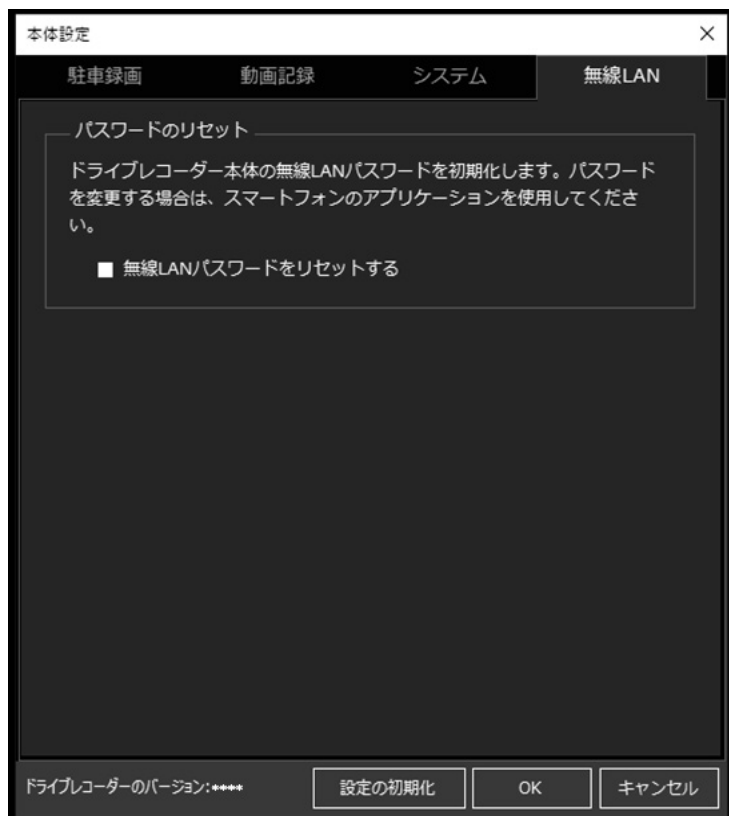 本体設定
駐車録画 動画記録 システム 無線LAN
パスワードのリセット
ドライブレコーダー本体の無線LANパスワードを初期化します。パスワード
を変更する場合は、スマートフォンのアプリケーションを使用してくださ
い。
無線LANパスワードをリセットする
ドライブレコーダーのバージョン:**** 設定の初期化 OK キャンセル